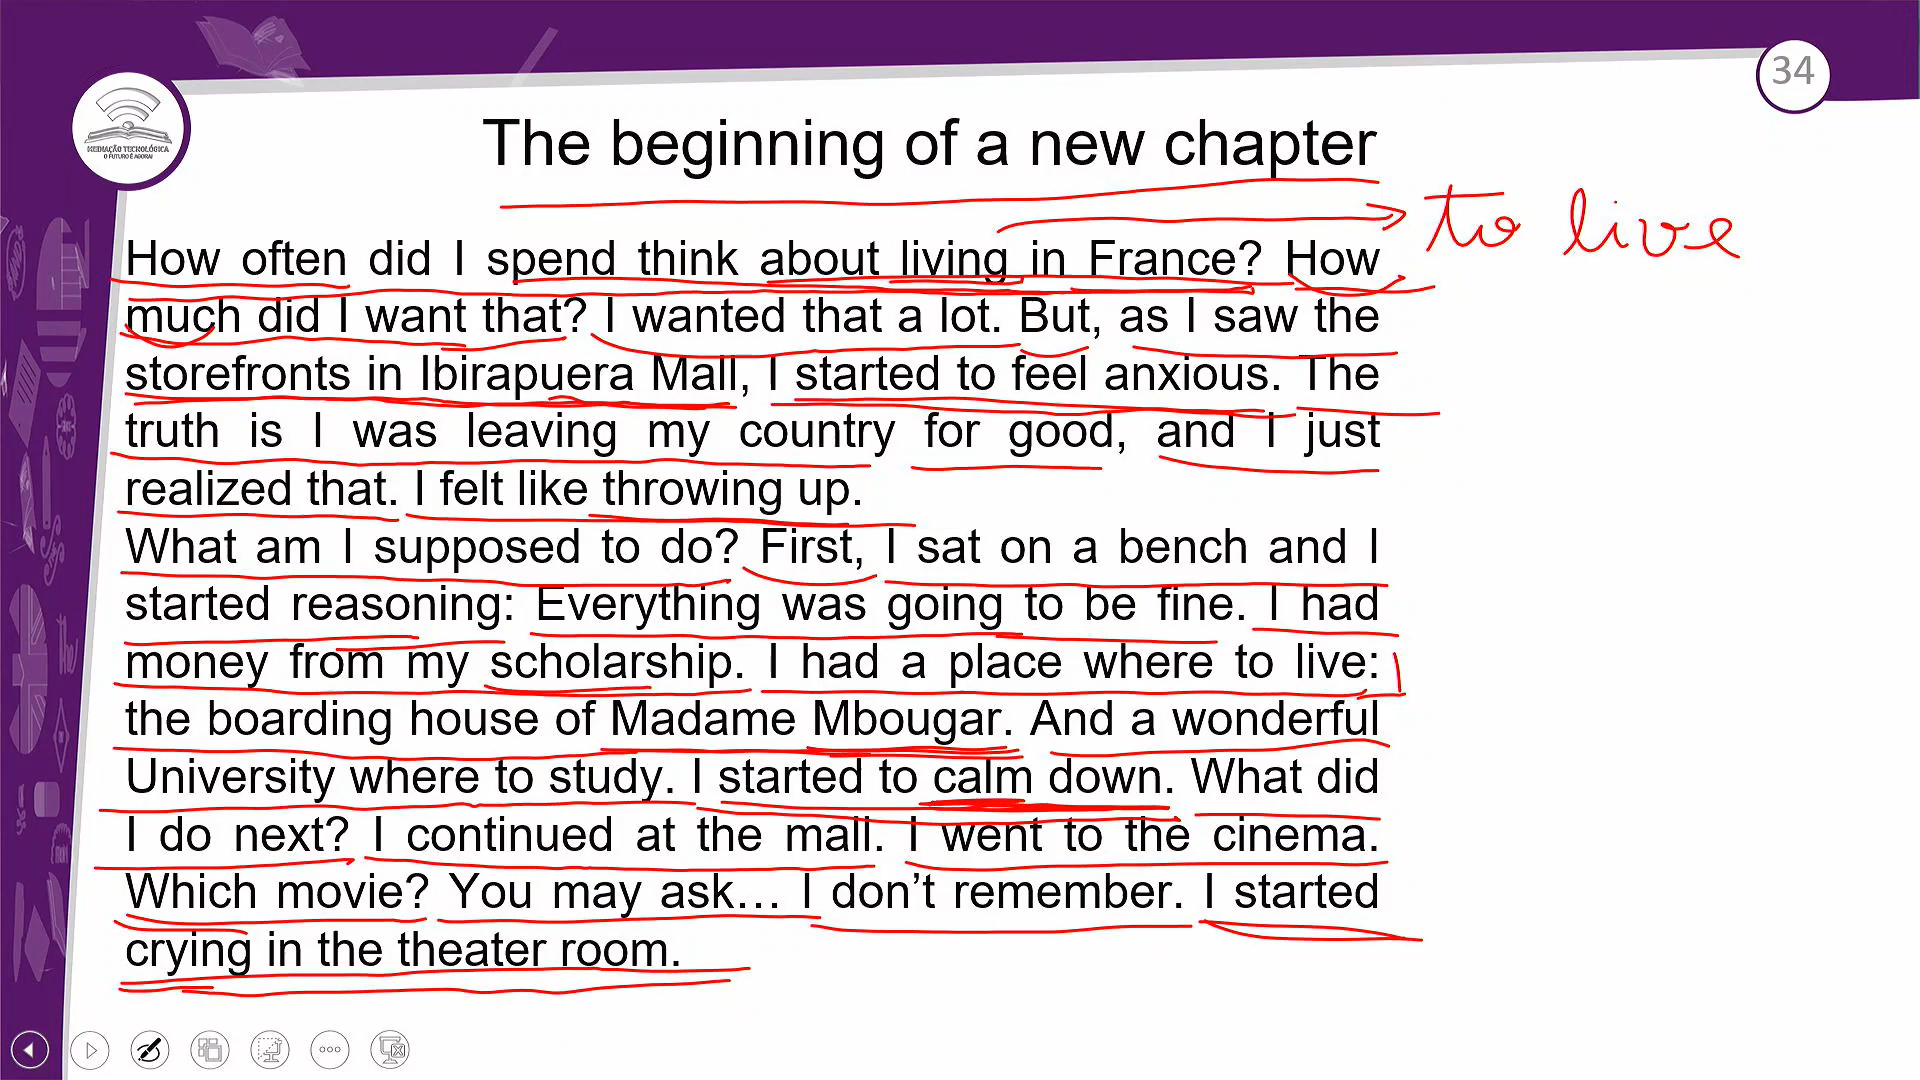 34
MEDIAÇÃO TECNOLÓGICA
O FUTURO É AGORA!
The beginning of a new chapter
to live
How often did I spend think about living in France? How
much did I want that? I wanted that a lot. But, as I saw the
storefronts in Ibirapuera Mall, I started to feel anxious. The
truth is I was leaving my country for good, and I just
realized that. I felt like throwing up.
What am I supposed to do? First, I sat on a bench and I
started reasoning: Everything was going to be fine. I had
money from my scholarship. I had a place where to live:
the boarding house of Madame Mbougar. And a wonderful
University where to study. I started to calm down. What did
I do next? I continued at the mall. I went to the cinema.
Which movie? You may ask… I don’t remember. I started
crying in the theater room.